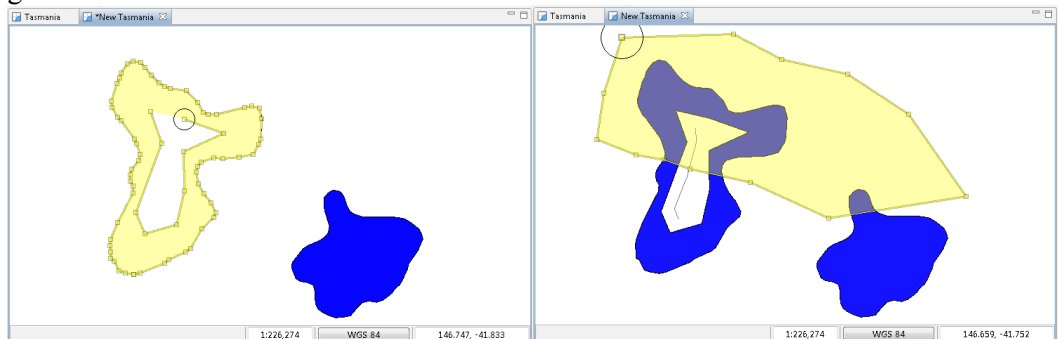 Tasmania *New Tasmania
Tasmania New Tasmania
1:226,274 WGS 84 146.747, -41.833
1:226,274 WGS 84 146.659, -41.752